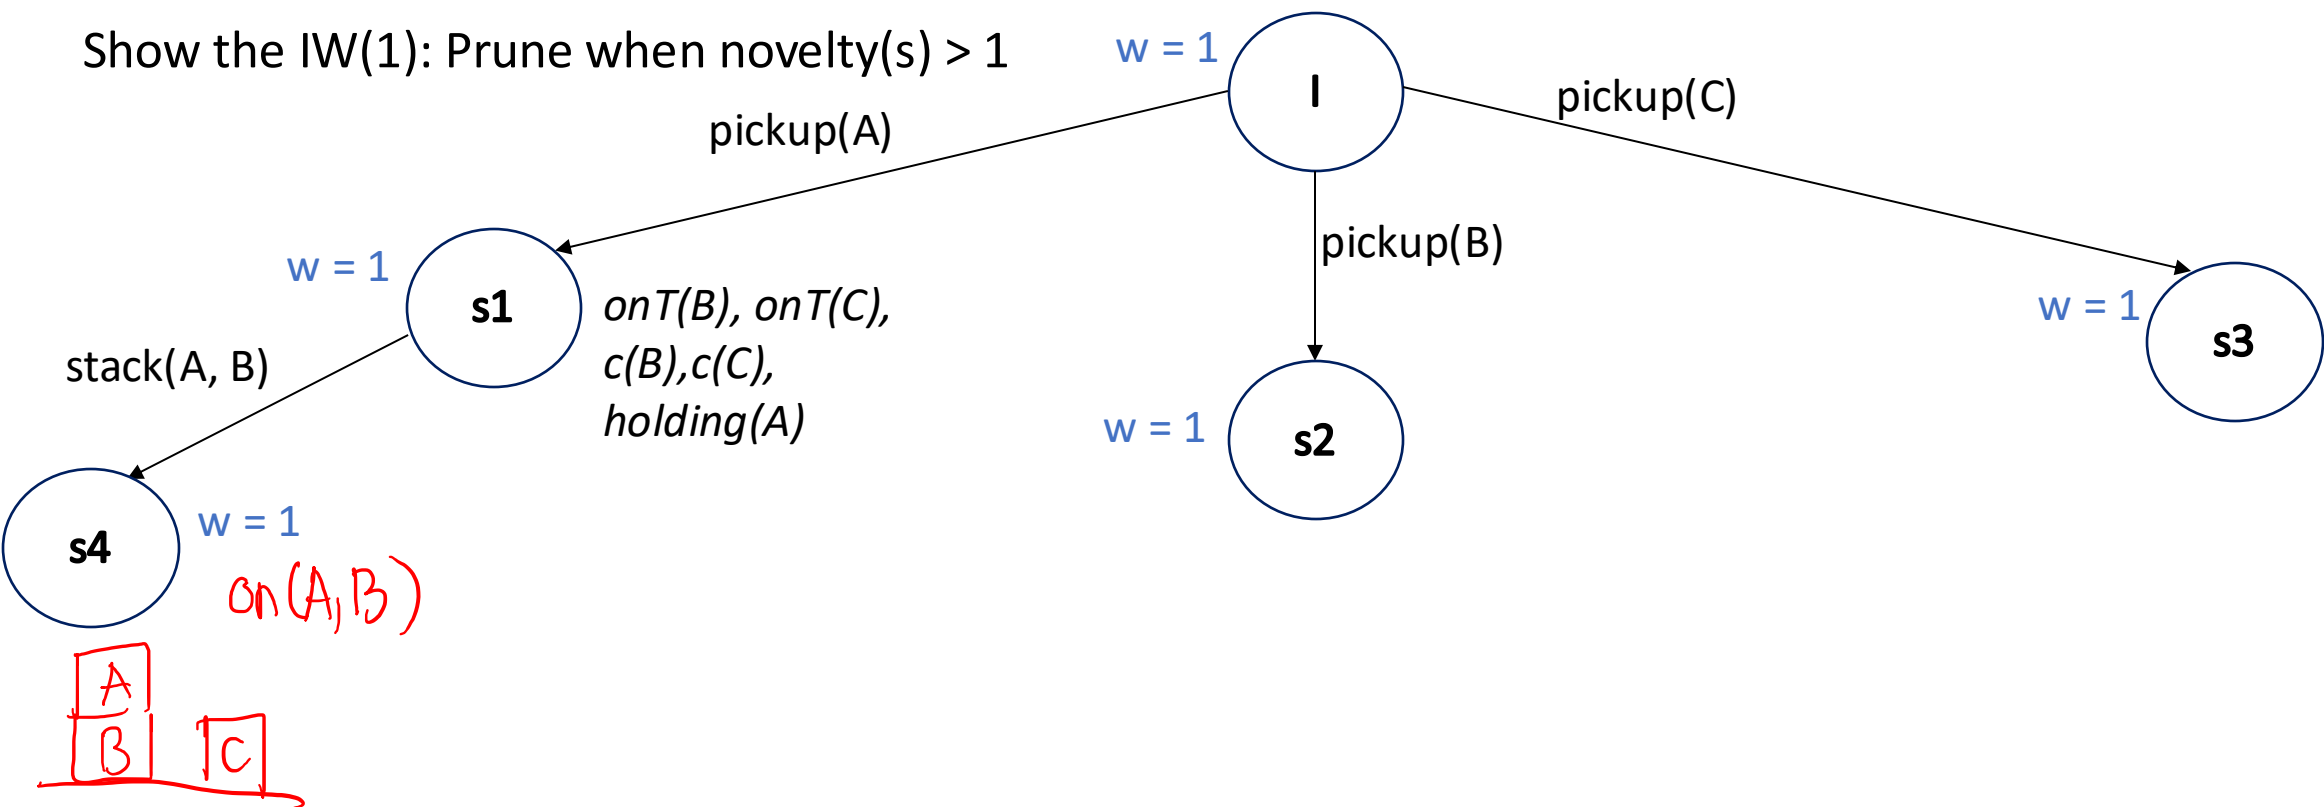 Show the IW(1): Prune when novelty(s) > 1
w = 1
I
pickup(A)
pickup(C)
pickup(B)
w = 1
s1
onT(B), onT(C),
c(B),c(C),
holding(A)
w = 1
s3
stack(A, B)
w = 1
s2
s4
w = 1
on(A,B)
A
B
C